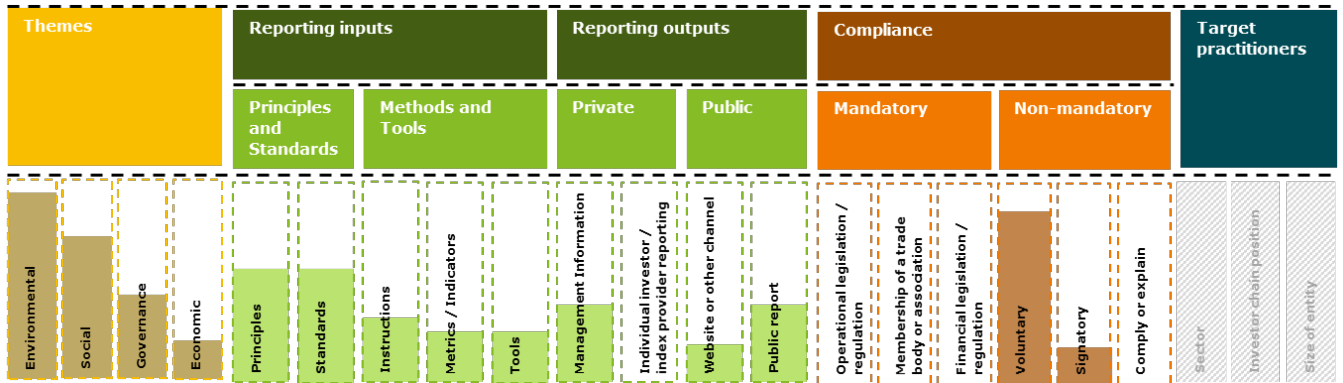 Themes
Reporting inputs
Reporting outputs
Compliance
Target
practitioners
Principles
and
Standards
Methods and
Tools
Private
Public
Mandatory
Non-mandatory
Environmental
Social
Governance
Economic
Principles
Standards
Instructions
Metrics / Indicators
Tools
Management Information
Individual investor /
index provider reporting
Website or other channel
Public report
Operational legislation /
regulation
Membership of a trade
body or association
Financial legislation /
regulation
Voluntary
Signatory
Comply or explain
Sector
Investor chain position
Size of entity